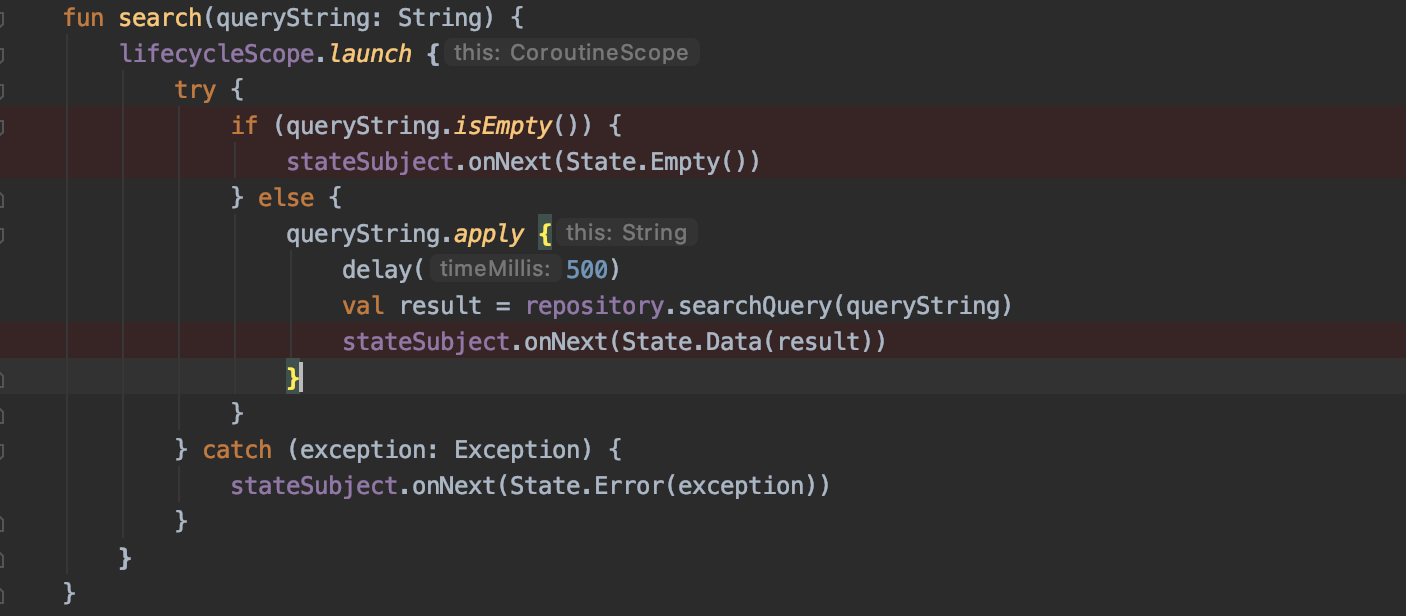 fun search(queryString: String) {
lifecycleScope.launch { this: CoroutineScope
try {
if (queryString.isEmpty()) {
stateSubject.onNext(State.Empty())
} else {
queryString.apply { this: String
delay( timeMillis: 500)
val result = repository.searchQuery(queryString)
stateSubject.onNext(State.Data(result))
}
}
} catch (exception: Exception) {
stateSubject.onNext(State.Error(exception))
}
}
}